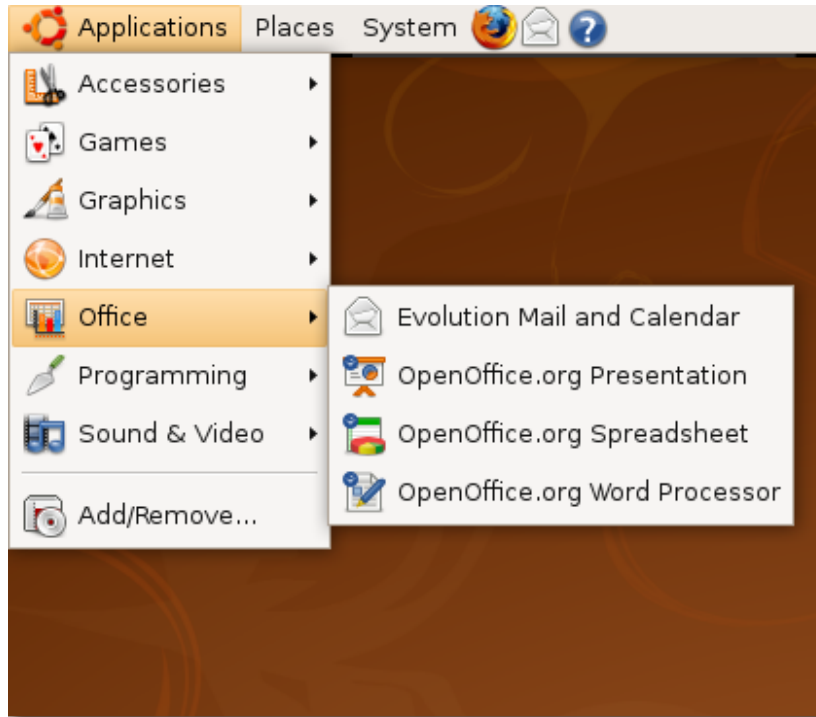 Applications Places System
Accessories
Games
Graphics
Internet
Office
Programming
Sound & Video
Add/Remove...
Evolution Mail and Calendar
OpenOffice.org Presentation
OpenOffice.org Spreadsheet
OpenOffice.org Word Processor